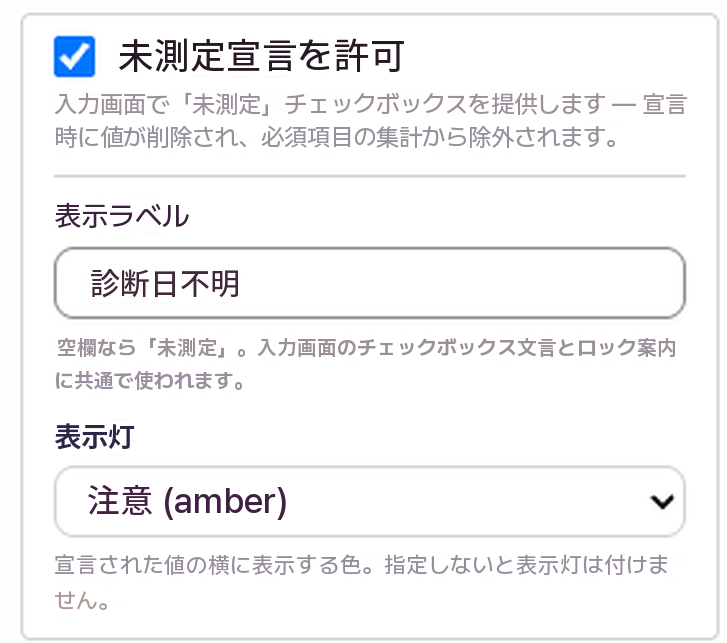 未測定宣言を許可
入力画面で「未測定」チェックボックスを提供します — 宣言
時に値が削除され、必須項目の集計から除外されます。
表示ラベル
診断日不明
空欄なら「未測定」。入力画面のチェックボックス文言とロック案内
に共通で使われます。
表示灯
注意 (amber)
宣言された値の横に表示する色。指定しないと表示灯は付けま
せん。